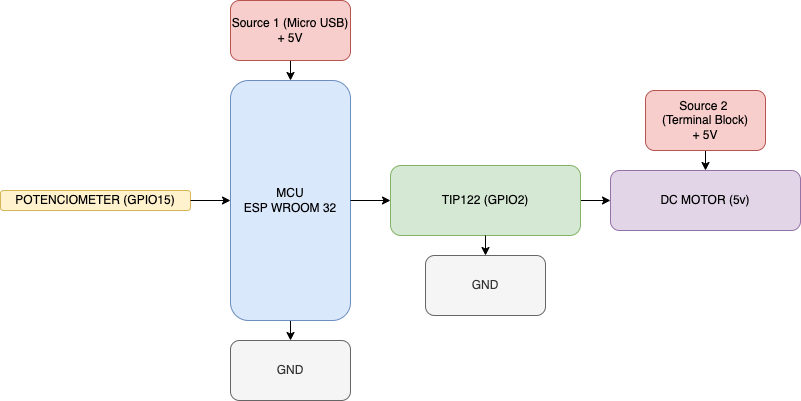 Source 1 (Micro USB)
+ 5V
Source 2
(Terminal Block)
+ 5V
POTENCIOMETER (GPIO15)
MCU
ESP WROOM 32
TIP122 (GPIO2)
DC MOTOR (5v)
GND
GND